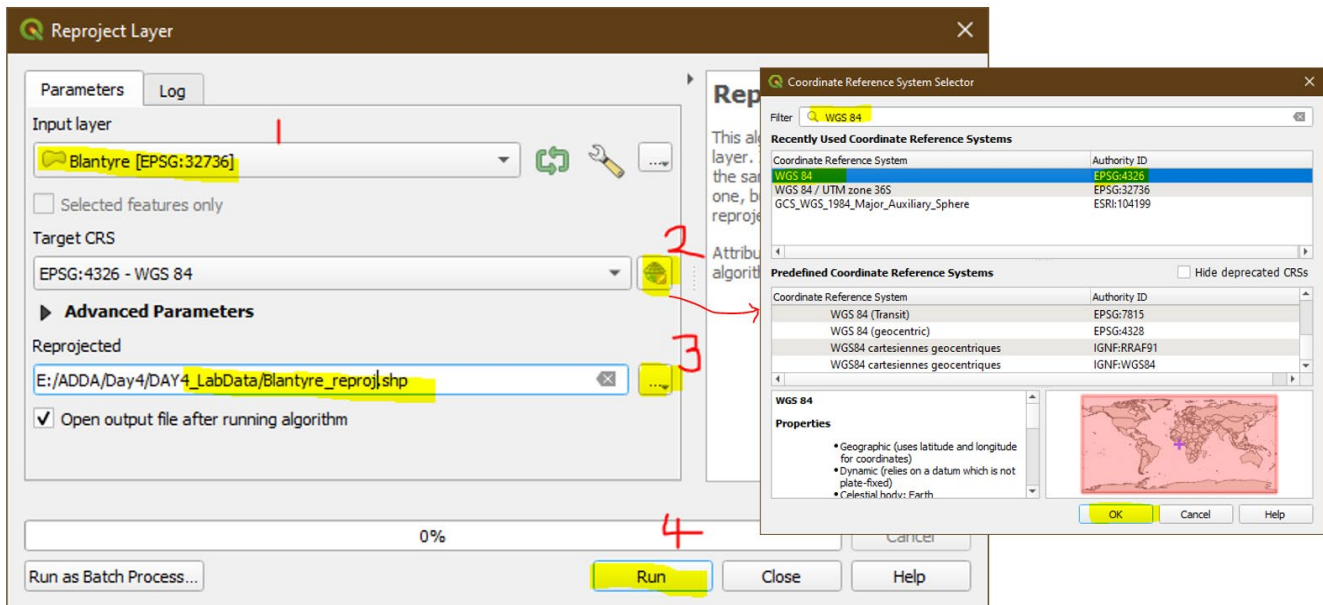 Reproject Layer
Parameters
Log
Input layer
1
Blantyre [EPSG:32736]
...
Selected features only
Target CRS
2
EPSG:4326 - WGS 84
Advanced Parameters
Reprojected
3
E:/ADDA/Day4/DAY4_LabData/Blantyre_reproj.shp
...
Open output file after running algorithm
0%
4
Cancel
Run as Batch Process...
Run
Close
Help
Rep
This
layer.
the
one,
reproje
Attribu
algorith
Coordinate Reference System Selector
Filter
WGS 84
Recently Used Coordinate Reference Systems
Coordinate Reference System Authority ID
WGS 84 EPSG:4326
WGS 84 / UTM zone 36S EPSG:32736
GCS_WGS_1984_Major_Auxiliary_Sphere ESRI:104199
Predefined Coordinate Reference Systems
Hide deprecated CRSs
Coordinate Reference System Authority ID
WGS 84 (Transit) EPSG:7815
WGS 84 (geocentric) EPSG:4328
WGS84 cartesiennes geocentriques IGNF:RRAF91
WGS84 cartesiennes geocentriques IGNF:WGS84
WGS 84
Properties
• Geographic (uses latitude and longitude
for coordinates)
• Dynamic (relies on a datum which is not
plate-fixed)
• Celestial body: Earth
OK
Cancel
Help